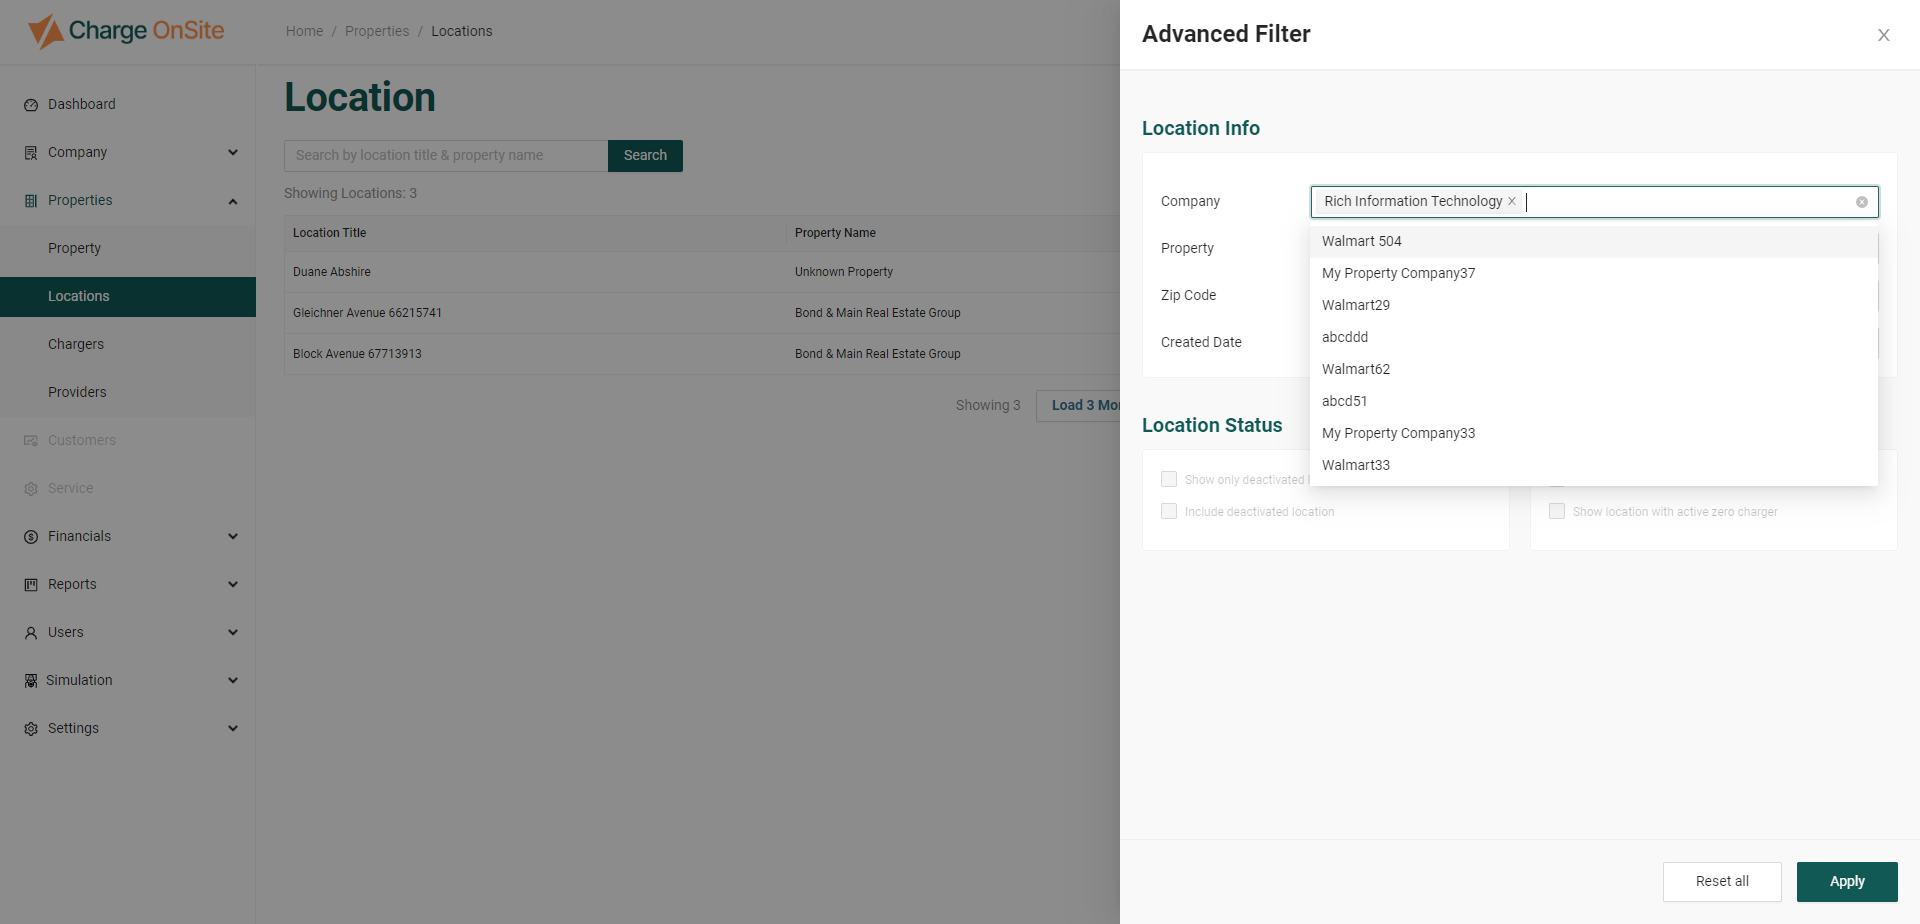 Charge OnSite
Home / Properties / Locations
Dashboard
Company
Properties
Property
Locations
Chargers
Providers
Customers
Service
Financials
Reports
Users
Simulation
Settings
Location
Search by location title & property name
Search
Showing Locations: 3
Location Title
Property Name
Duane Abshire
Unknown Property
Gleichner Avenue 66215741
Bond & Main Real Estate Group
Block Avenue 67713913
Bond & Main Real Estate Group
Showing 3
Load 3 Mor
Advanced Filter
Location Info
Company
Rich Information Technology
Property
Zip Code
Created Date
Walmart 504
My Property Company37
Walmart29
abcddd
Walmart62
abcd51
My Property Company33
Walmart33
Location Status
Show only deactivated
Include deactivated location
Show location with active zero charger
Reset all
Apply